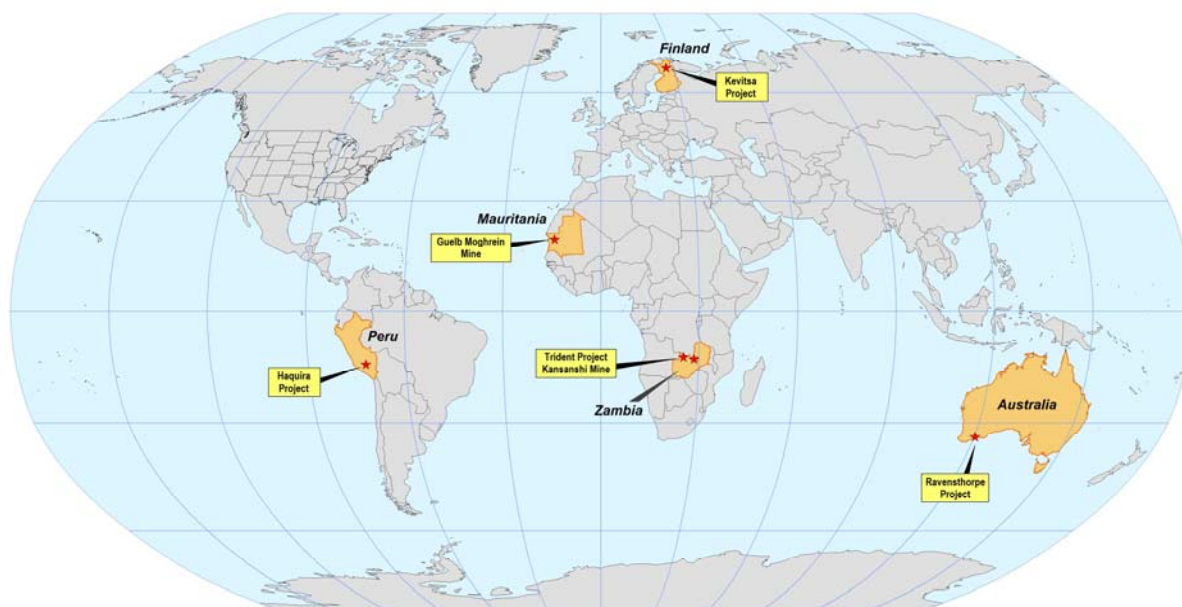 Finland
Kevitsa
Project
Mauritania
Guelb Moghrein
Mine
Peru
Haquira
Project
Trident Project
Kansanshi Mine
Zambia
Australia
Ravensthorpe
Project